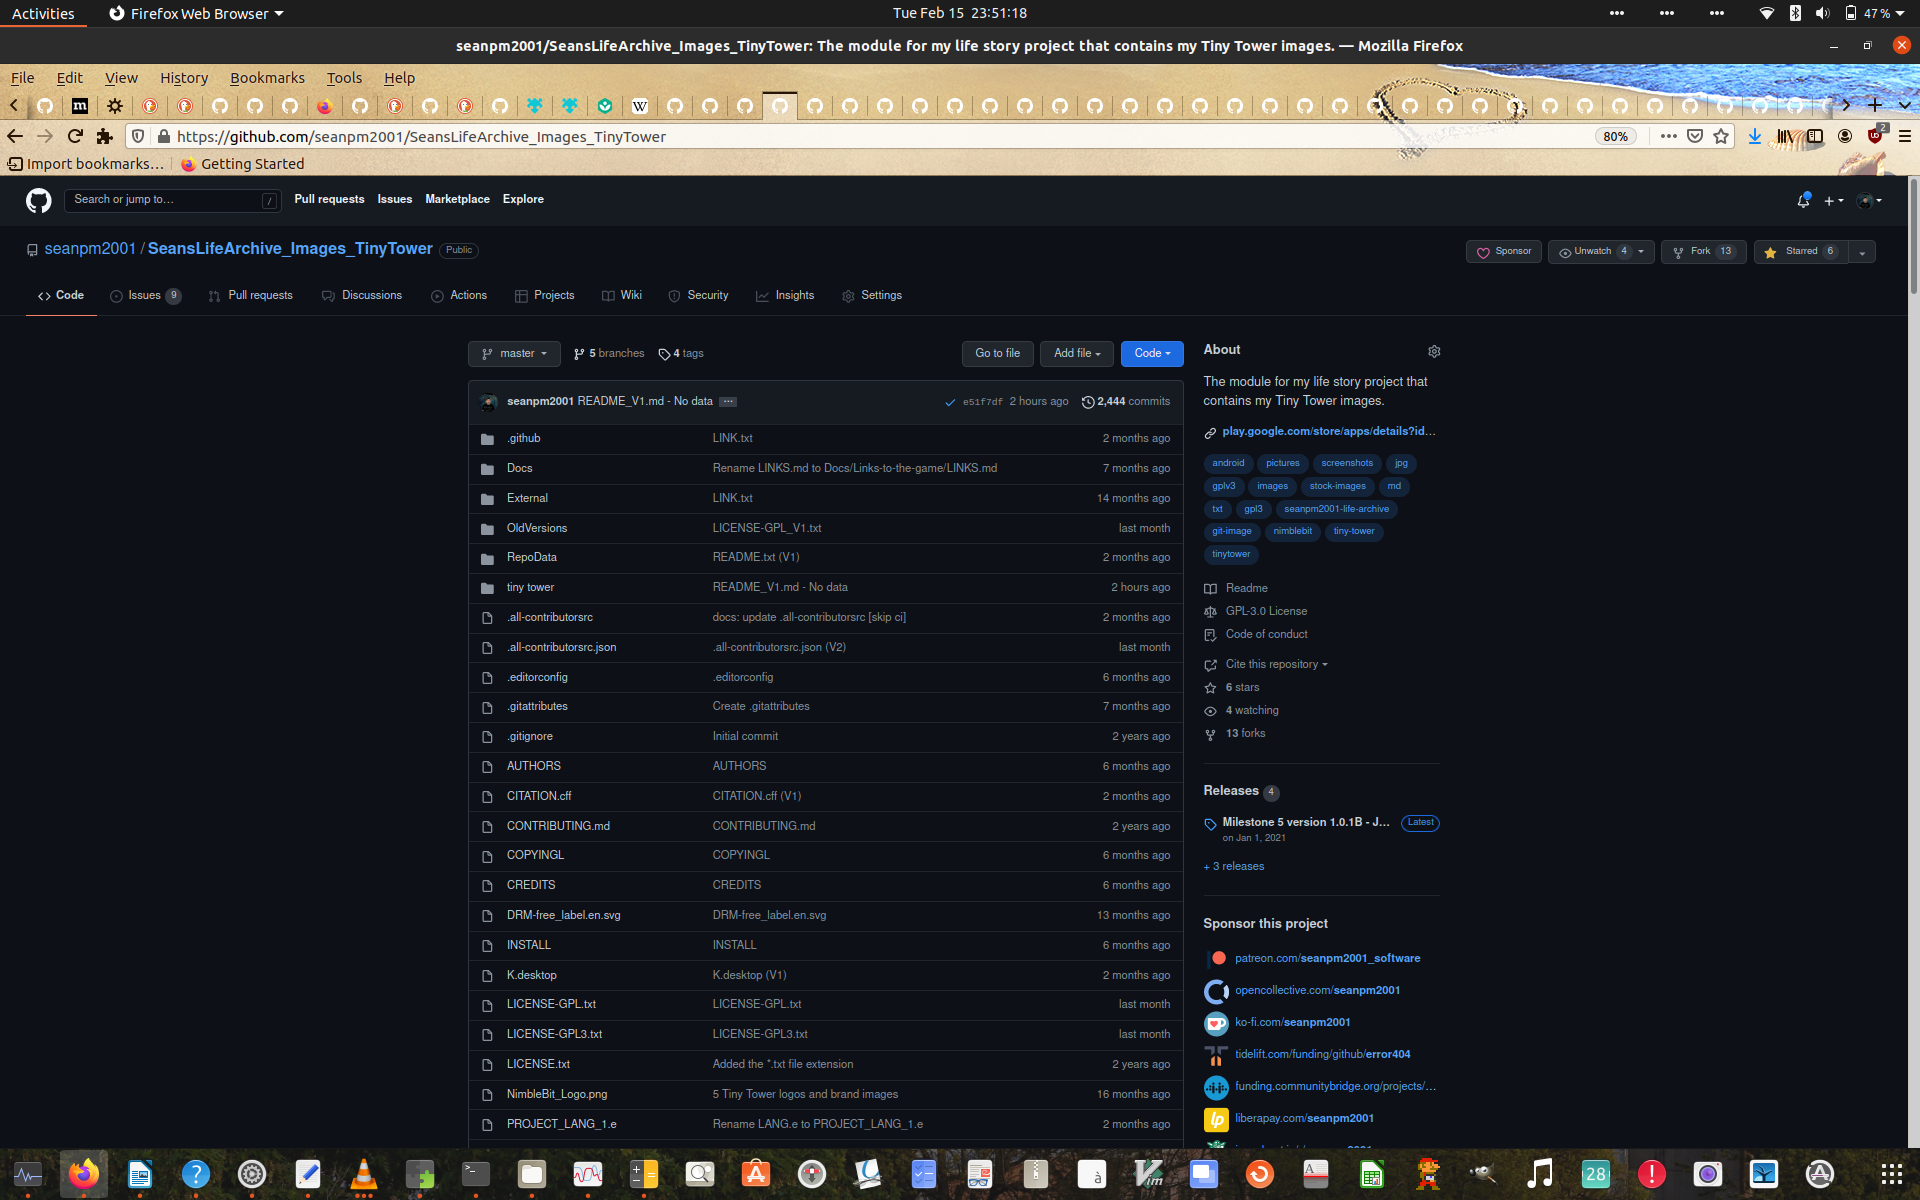 Activities
Firefox Web Browser
Tue Feb 15 23:51:18
47 %
seanpm2001/SeansLifeArchive_Images_TinyTower: The module for my life story project that contains my Tiny Tower images. — Mozilla Firefox
File Edit View History Bookmarks Tools Help
https://github.com/seanpm2001/SeansLifeArchive_Images_TinyTower
80%
2
Import bookmarks…
Getting Started
Search or jump to…
/
Pull requests
Issues
Marketplace
Explore
seanpm2001 / SeansLifeArchive_Images_TinyTower
Public
Sponsor
Unwatch 4
Fork 13
Starred 6
Code
Issues 9
Pull requests
Discussions
Actions
Projects
Wiki
Security
Insights
Settings
master
5 branches
4 tags
Go to file
Add file
Code
seanpm2001 README_V1.md - No data
e51f7df 2 hours ago
2,444 commits
.github LINK.txt 2 months ago
Docs Rename LINKS.md to Docs/Links-to-the-game/LINKS.md 7 months ago
External LINK.txt 14 months ago
OldVersions LICENSE-GPL_V1.txt last month
RepoData README.txt (V1) 2 months ago
tiny tower README_V1.md - No data 2 hours ago
.all-contributorsrc docs: update .all-contributorsrc [skip ci] 2 months ago
.all-contributorsrc.json .all-contributorsrc.json (V2) last month
.editorconfig .editorconfig 6 months ago
.gitattributes Create .gitattributes 7 months ago
.gitignore Initial commit 2 years ago
AUTHORS AUTHORS 6 months ago
CITATION.cff CITATION.cff (V1) 2 months ago
CONTRIBUTING.md CONTRIBUTING.md 2 years ago
COPYINGL COPYINGL 6 months ago
CREDITS CREDITS 6 months ago
DRM-free_label.en.svg DRM-free_label.en.svg 13 months ago
INSTALL INSTALL 6 months ago
K.desktop K.desktop (V1) 2 months ago
LICENSE-GPL.txt LICENSE-GPL.txt last month
LICENSE-GPL3.txt LICENSE-GPL3.txt last month
LICENSE.txt Added the *.txt file extension 2 years ago
NimbleBit_Logo.png 5 Tiny Tower logos and brand images 16 months ago
PROJECT_LANG_1.e Rename LANG.e to PROJECT_LANG_1.e 2 months ago
About
The module for my life story project that
contains my Tiny Tower images.
play.google.com/store/apps/details?id…
android pictures screenshots jpg
gplv3 images stock-images md
txt gpl3 seanpm2001-life-archive
git-image nimblebit tiny-tower
tinytower
Readme
GPL-3.0 License
Code of conduct
Cite this repository
6 stars
4 watching
13 forks
Releases 4
Milestone 5 version 1.0.1B - J…
Latest
on Jan 1, 2021
+ 3 releases
Sponsor this project
patreon.com/seanpm2001_software
opencollective.com/seanpm2001
ko-fi.com/seanpm2001
tidelift.com/funding/github/error404
funding.communitybridge.org/projects/…
liberapay.com/seanpm2001
28